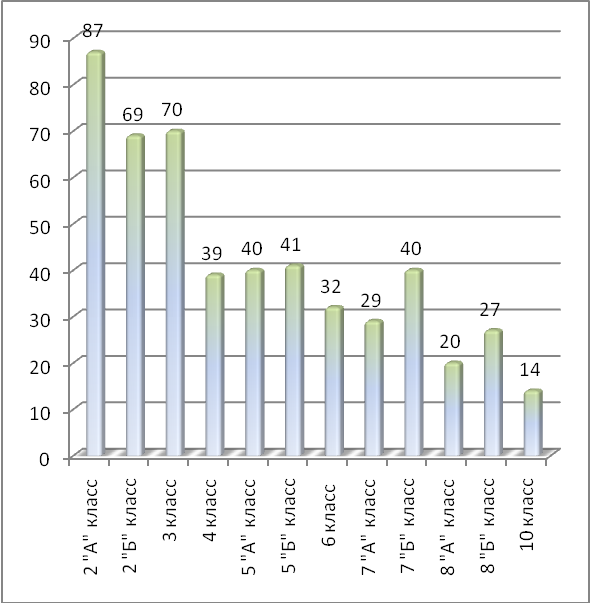 90
80
70
60
50
40
30
20
10
0
87
69
70
39
40
41
32
29
40
20
27
14
2 "А" класс
2 "Б" класс
3 класс
4 класс
5 "А" класс
5 "Б" класс
6 класс
7 "А" класс
7 "Б" класс
8 "А" класс
8 "Б" класс
10 класс